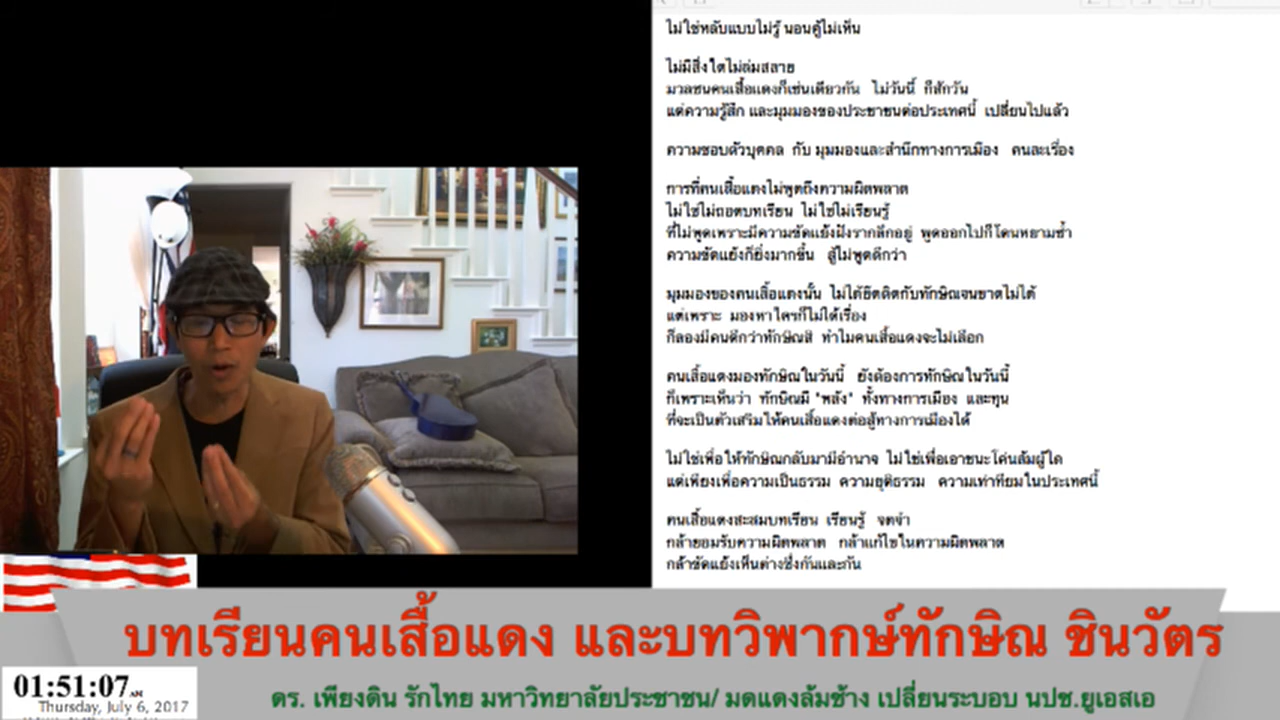 ไม่ใช่หลับแบบไม่รู้ นอนคู้ไม่เห็น
ไม่มีสิ่งใดไม่ล่มสลาย
มวลชนคนเสื้อแดงก็เช่นเดียวกัน ไม่วันนี้ ก็สักวัน
แต่ความรู้สึก และมุมมองของประชาชนต่อประเทศนี้ เปลี่ยนไปแล้ว
ความชอบตัวบุคคล กับ มุมมองและสำนึกทางการเมือง คนละเรื่อง
การที่คนเสื้อแดงไม่พูดถึงความผิดพลาด
ไม่ใช่ไม่ถอดบทเรียน ไม่ใช่ไม่เรียนรู้
ที่ไม่พูดเพราะมีความขัดแย้งฝังรากลึกอยู่ พูดออกไปก็โดนหยามซ้ำ
ความขัดแย้งก็ยิ่งมากขึ้น สู้ไม่พูดดีกว่า
มุมมองของคนเสื้อแดงนั้น ไม่ได้ยึดติดกับทักษิณจนขาดไม่ได้
แต่เพราะ มองหาใครก็ไม่ได้เรื่อง
ก็ลองมีคนดีกว่าทักษิณสิ ทำไมคนเสื้อแดงจะไม่เลือก
คนเสื้อแดงมองทักษิณในวันนี้ ยังต้องการทักษิณในวันนี้
ก็เพราะเห็นว่า ทักษิณมี "พลัง" ทั้งทางการเมือง และทุน
ที่จะเป็นตัวเสริมให้คนเสื้อแดงต่อสู้ทางการเมืองได้
ไม่ใช่เพื่อให้ทักษิณกลับมามีอำนาจ ไม่ใช่เพื่อเอาชนะโค่นล้มผู้ใด
แต่เพียงเพื่อความเป็นธรรม ความยุติธรรม ความเท่าเทียมในประเทศนี้
คนเสื้อแดงสะสมบทเรียน เรียนรู้ จดจำ
กล้ายอมรับความผิดพลาด กล้าแก้ไขในความผิดพลาด
กล้าขัดแย้งเห็นต่างซึ่งกันและกัน
บทเรียนคนเสื้อแดง และบทวิพากษ์ทักษิณ ชินวัตร
01:51:07 AM
Thursday, July 6, 2017
ดร. เพียงดิน รักไทย มหาวิทยาลัยประชาชน/ มดแดงล้มช้าง เปลี่ยนระบอบ นปช.ยูเอสเอ